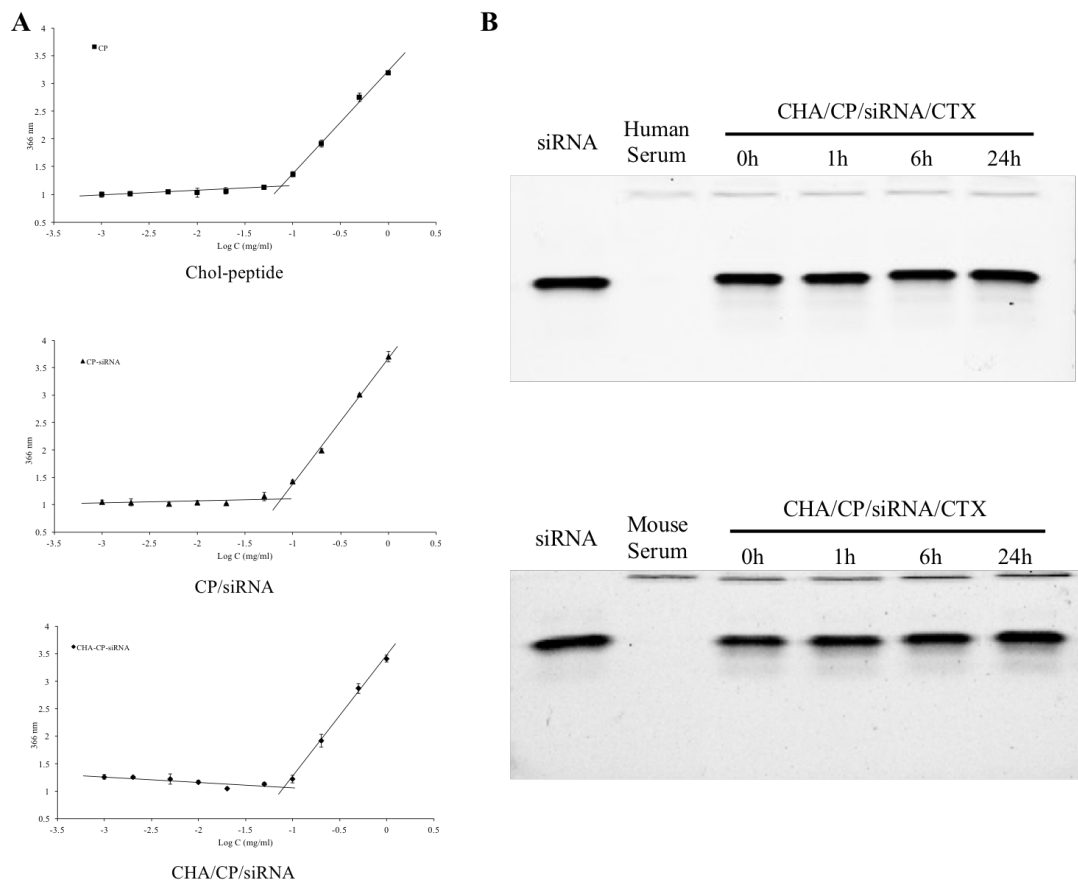 A
CP
4
3.5
3
2.5
2
1.5
1
0.5
366 nm
-3.5 -3 -2.5 -2 -1.5 -1 -0.5 0 0.5
Log C (mg/ml)
Chol-peptide
CP-siRNA
4
3.5
3
2.5
2
1.5
1
0.5
366 nm
-3.5 -3 -2.5 -2 -1.5 -1 -0.5 0 0.5
Log C (mg/ml)
CP/siRNA
CHA-CP-siRNA
4
3.5
3
2.5
2
1.5
1
0.5
366 nm
-3.5 -3 -2.5 -2 -1.5 -1 -0.5 0 0.5
Log C (mg/ml)
CHA/CP/siRNA
B
siRNA
Human
Serum
CHA/CP/siRNA/CTX
0h 1h 6h 24h
siRNA
Mouse
Serum
CHA/CP/siRNA/CTX
0h 1h 6h 24h